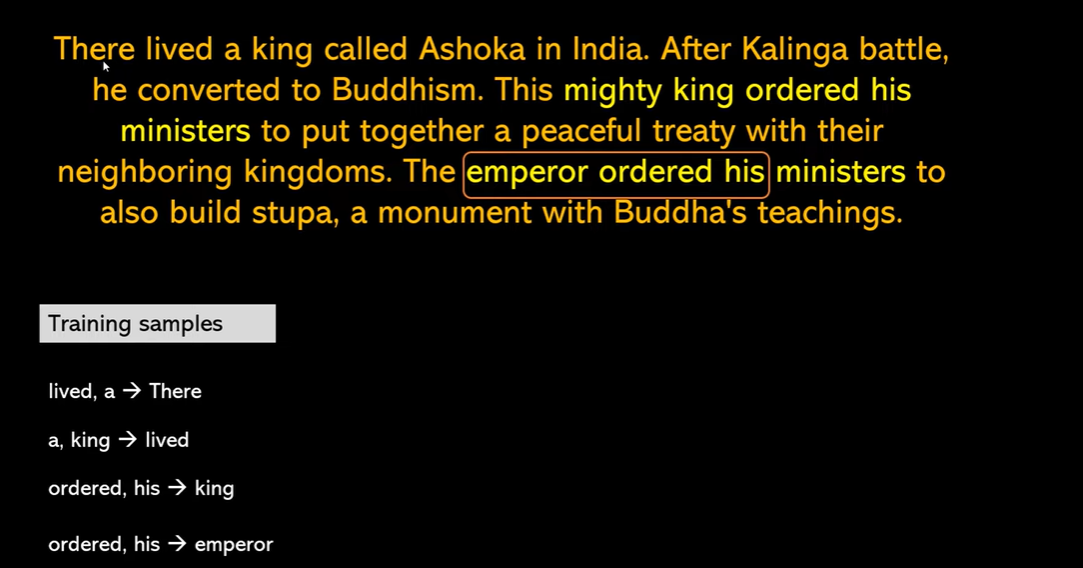 There lived a king called Ashoka in India. After Kalinga battle,
he converted to Buddhism. This mighty king ordered his
ministers to put together a peaceful treaty with their
neighboring kingdoms. The emperor ordered his ministers to
also build stupa, a monument with Buddha's teachings.
Training samples
lived, a → There
a, king → lived
ordered, his → king
ordered, his → emperor